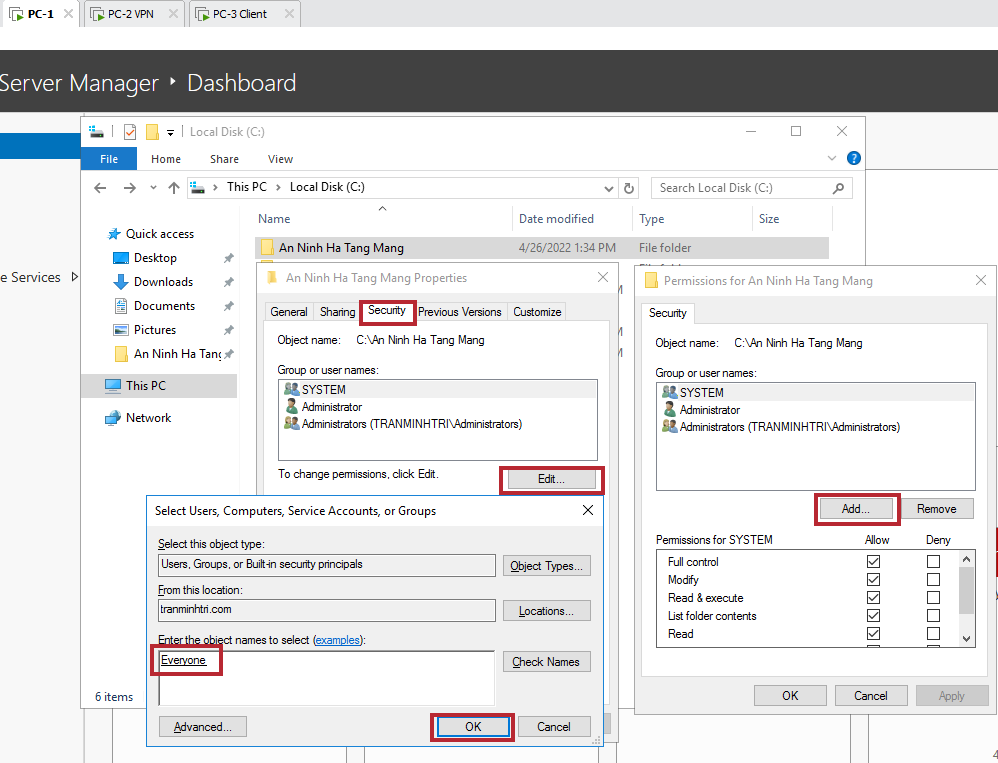 PC-1
PC-2 VPN
PC-3 Client
Server Manager
Dashboard
Local Disk (C:)
File
Home
Share
View
This PC
Local Disk (C:)
Search Local Disk (C:)
Name
Date modified
Type
Size
Quick access
Desktop
Downloads
Documents
Pictures
An Ninh Ha Tang
This PC
Network
6 items
e Services
An Ninh Ha Tang Mang
4/26/2022 1:34 PM
File folder
An Ninh Ha Tang Mang Properties
General
Sharing
Security
Previous Versions
Customize
Object name: C:\An Ninh Ha Tang Mang
Group or user names:
SYSTEM
Administrator
Administrators (TRANMINHTRI\Administrators)
To change permissions, click Edit.
Edit...
Select Users, Computers, Service Accounts, or Groups
Select this object type:
Users, Groups, or Built-in security principals
Object Types...
From this location:
tranminhtri.com
Locations...
Enter the object names to select (examples):
Everyone
Check Names
Advanced...
OK
Cancel
Permissions for An Ninh Ha Tang Mang
Security
Object name: C:\An Ninh Ha Tang Mang
Group or user names:
SYSTEM
Administrator
Administrators (TRANMINHTRI\Administrators)
Add...
Remove
Permissions for SYSTEM
Allow
Deny
Full control
Modify
Read & execute
List folder contents
Read
OK
Cancel
Apply